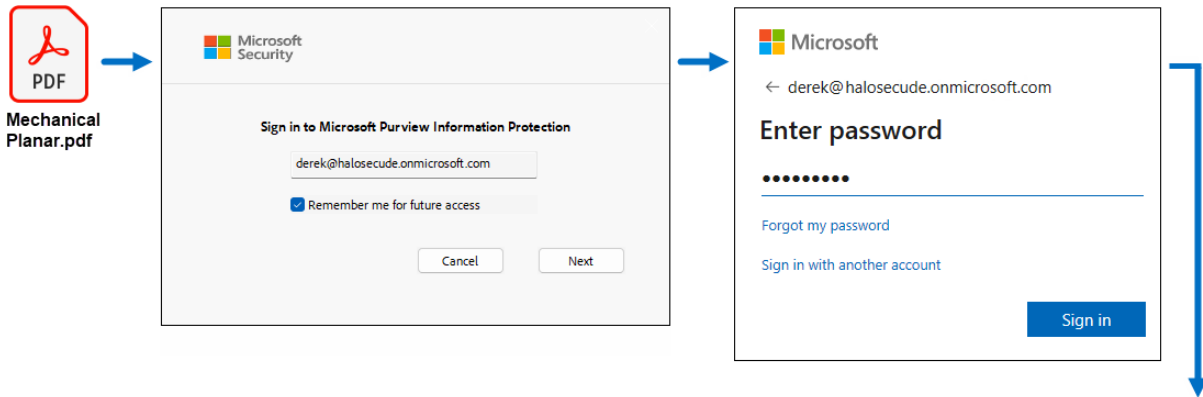 PDF
Mechanical
Planar.pdf
Microsoft
Security
Sign in to Microsoft Purview Information Protection
derek@halosecude.onmicrosoft.com
Remember me for future access
Cancel
Next
Microsoft
← derek@halosecude.onmicrosoft.com
Enter password
•••••••••
Forgot my password
Sign in with another account
Sign in